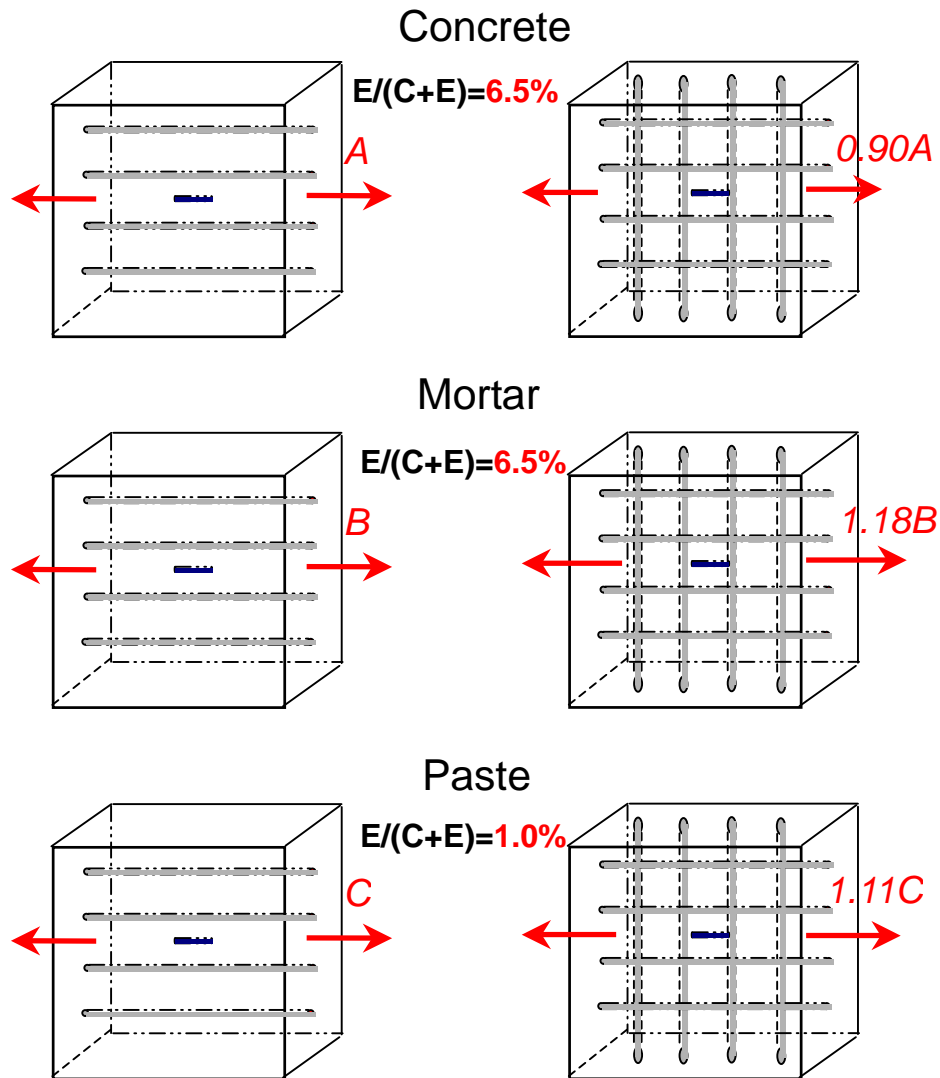 Concrete
E/(C+E)=6.5%
A
0.90A
Mortar
E/(C+E)=6.5%
B
1.18B
Paste
E/(C+E)=1.0%
C
1.11C